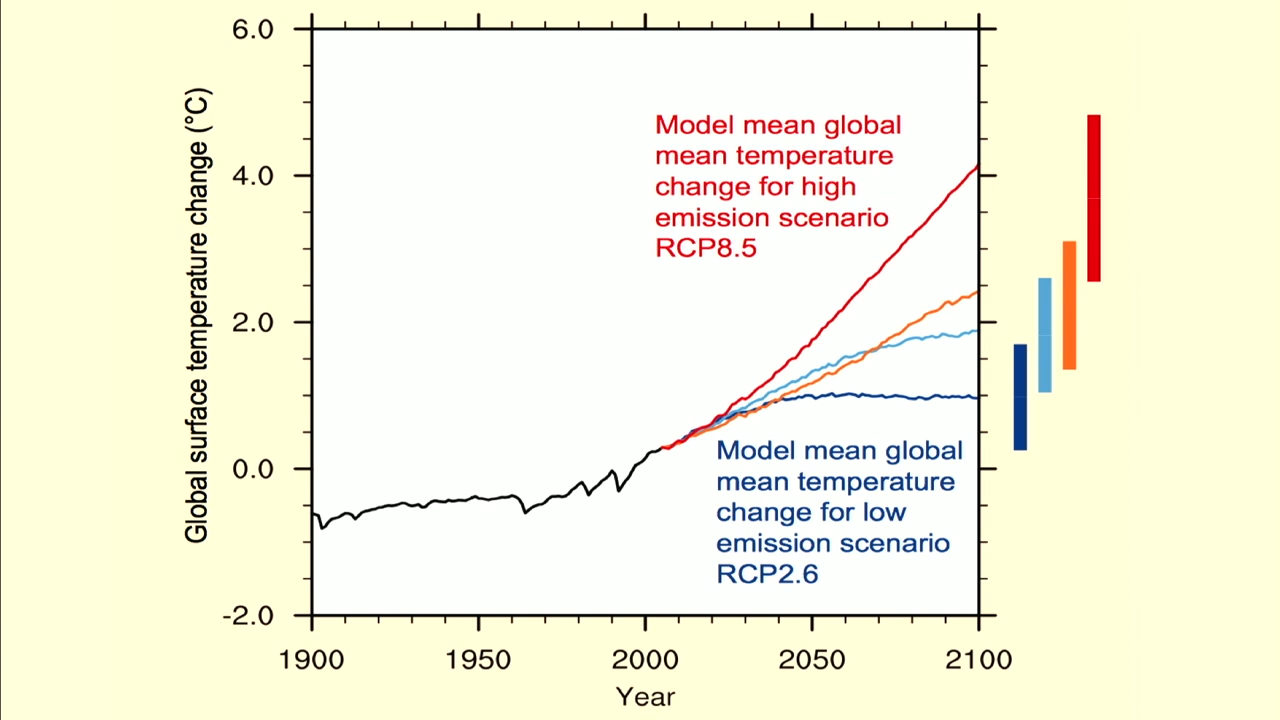 6.0
4.0
2.0
0.0
-2.0
Global surface temperature change (°C)
Model mean global
mean temperature
change for high
emission scenario
RCP8.5
Model mean global
mean temperature
change for low
emission scenario
RCP2.6
1900 1950 2000 2050 2100
Year